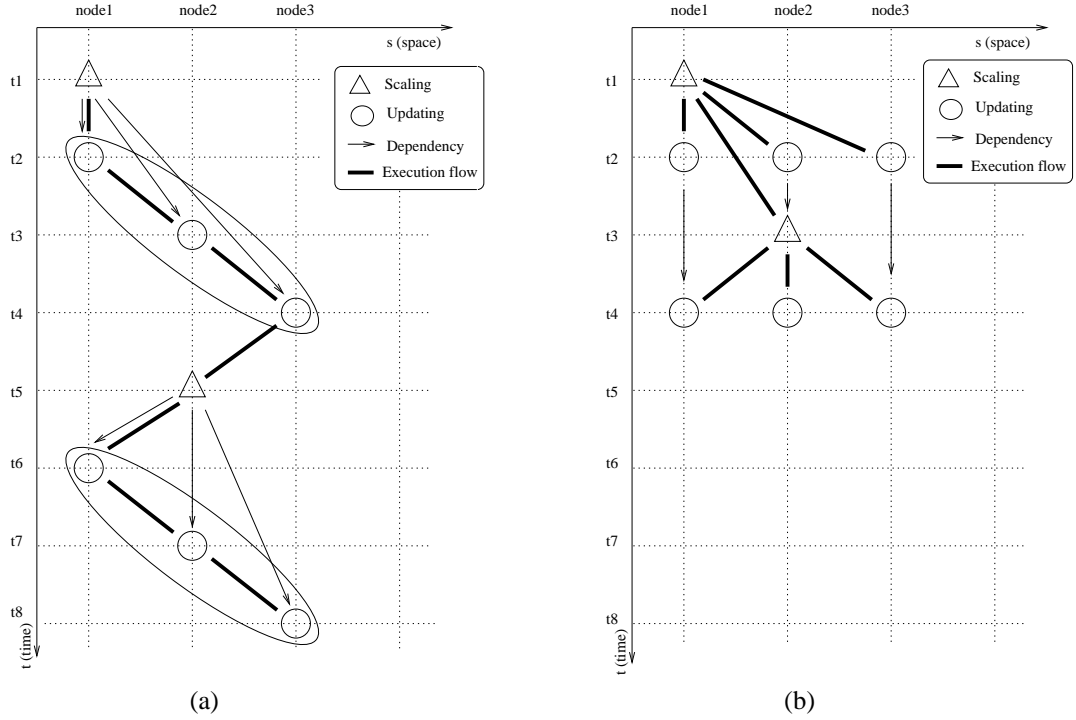 node1 node2 node3
s (space)
t1
t2
t3
t4
t5
t6
t7
t8
t (time)
Scaling
Updating
Dependency
Execution flow
(a)
node1 node2 node3
s (space)
t1
t2
t3
t4
t5
t6
t7
t8
t (time)
Scaling
Updating
Dependency
Execution flow
(b)